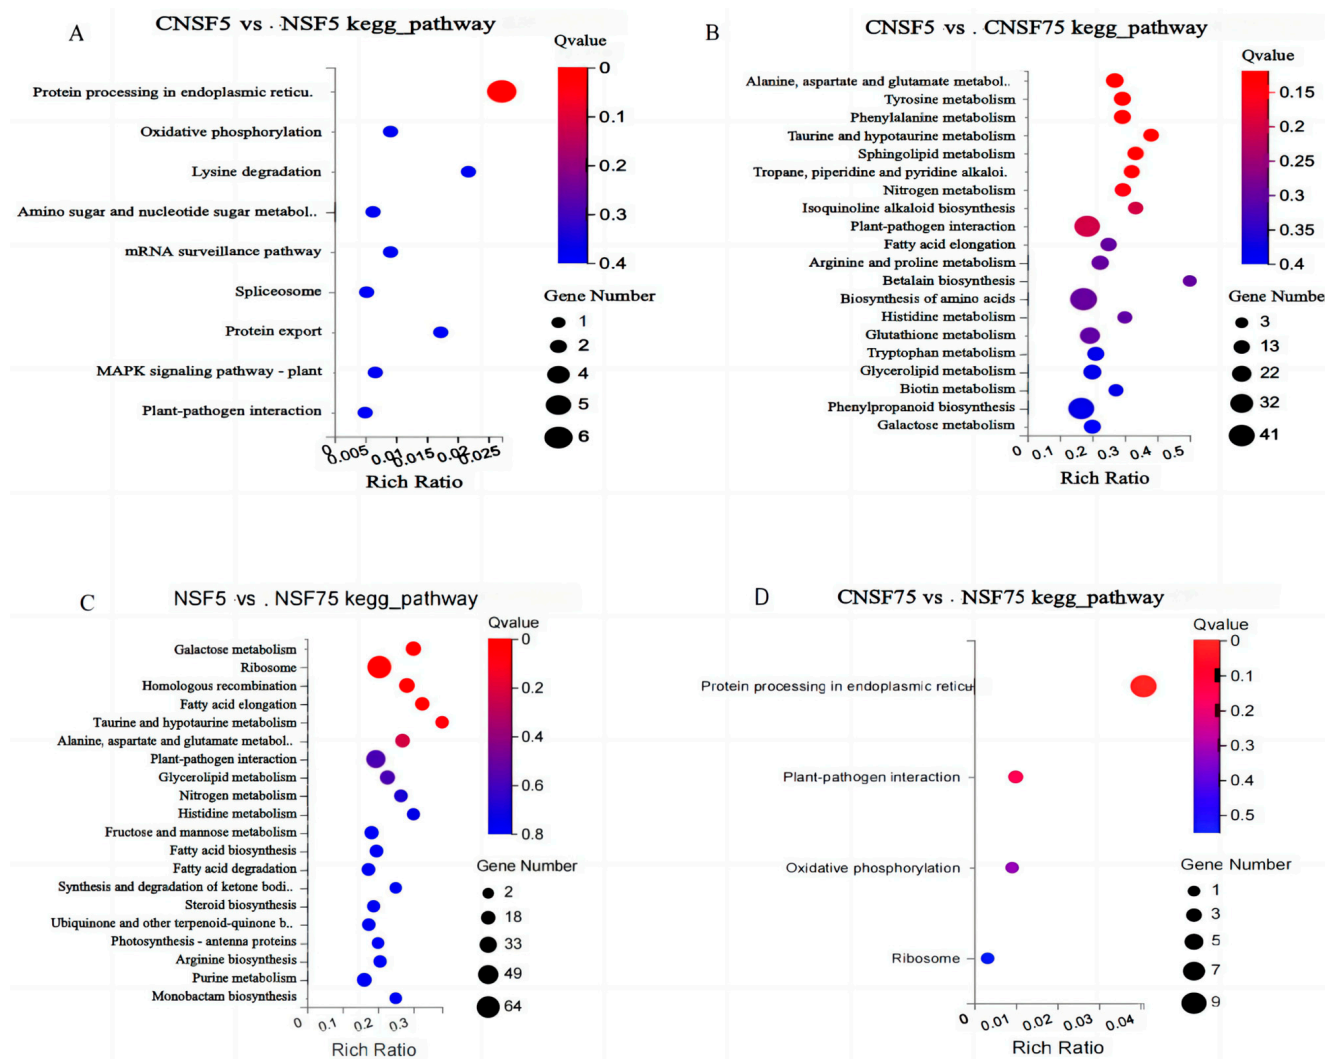 A
CNSF5 vs . NSF5 kegg_pathway
Qvalue
0
0.1
0.2
0.3
0.4
Protein processing in endoplasmic reticu.
Oxidative phosphorylation
Lysine degradation
Amino sugar and nucleotide sugar metabol..
mRNA surveillance pathway
Spliceosome
Protein export
MAPK signaling pathway - plant
Plant-pathogen interaction
Gene Number
1
2
4
5
6
0
0.005
0.01
0.015
0.02
0.025
Rich Ratio
B
CNSF5 vs . CNSF75 kegg_pathway
Qvalue
0.15
0.2
0.25
0.3
0.35
0.4
Alanine, aspartate and glutamate metabol..
Tyrosine metabolism
Phenylalanine metabolism
Taurine and hypotaurine metabolism
Sphingolipid metabolism
Tropane, piperidine and pyridine alkaloi.
Nitrogen metabolism
Isoquinoline alkaloid biosynthesis
Plant-pathogen interaction
Fatty acid elongation
Arginine and proline metabolism
Betalain biosynthesis
Biosynthesis of amino acids
Histidine metabolism
Glutathione metabolism
Tryptophan metabolism
Glycerolipid metabolism
Biotin metabolism
Phenylpropanoid biosynthesis
Galactose metabolism
Gene Number
3
13
22
32
41
0
0.1
0.2
0.3
0.4
0.5
Rich Ratio
C
NSF5 vs . NSF75 kegg_pathway
Qvalue
0
0.2
0.4
0.6
0.8
Galactose metabolism
Ribosome
Homologous recombination
Fatty acid elongation
Taurine and hypotaurine metabolism
Alanine, aspartate and glutamate metabol..
Plant-pathogen interaction
Glycerolipid metabolism
Nitrogen metabolism
Histidine metabolism
Fructose and mannose metabolism
Fatty acid biosynthesis
Fatty acid degradation
Synthesis and degradation of ketone bodi..
Steroid biosynthesis
Ubiquinone and other terpenoid-quinone b..
Photosynthesis - antenna proteins
Arginine biosynthesis
Purine metabolism
Monobactam biosynthesis
Gene Number
2
18
33
49
64
0
0.1
0.2
0.3
Rich Ratio
D
CNSF75 vs . NSF75 kegg_pathway
Qvalue
0
0.1
0.2
0.3
0.4
0.5
Protein processing in endoplasmic reticu
Plant-pathogen interaction
Oxidative phosphorylation
Ribosome
Gene Number
1
3
5
7
9
0
0.01
0.02
0.03
0.04
Rich Ratio